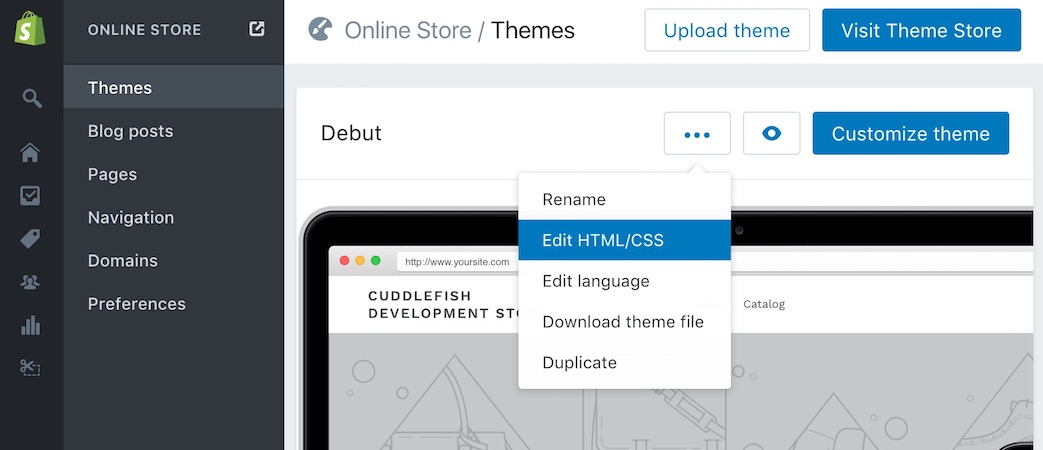 ONLINE STORE
Themes
Blog posts
Pages
Navigation
Domains
Preferences
Online Store / Themes
Upload theme
Visit Theme Store
Debut
Customize theme
Rename
Edit HTML/CSS
Edit language
Download theme file
Duplicate
http://www.yoursite.com
CUDDLEFISH
DEVELOPMENT STO
Catalog